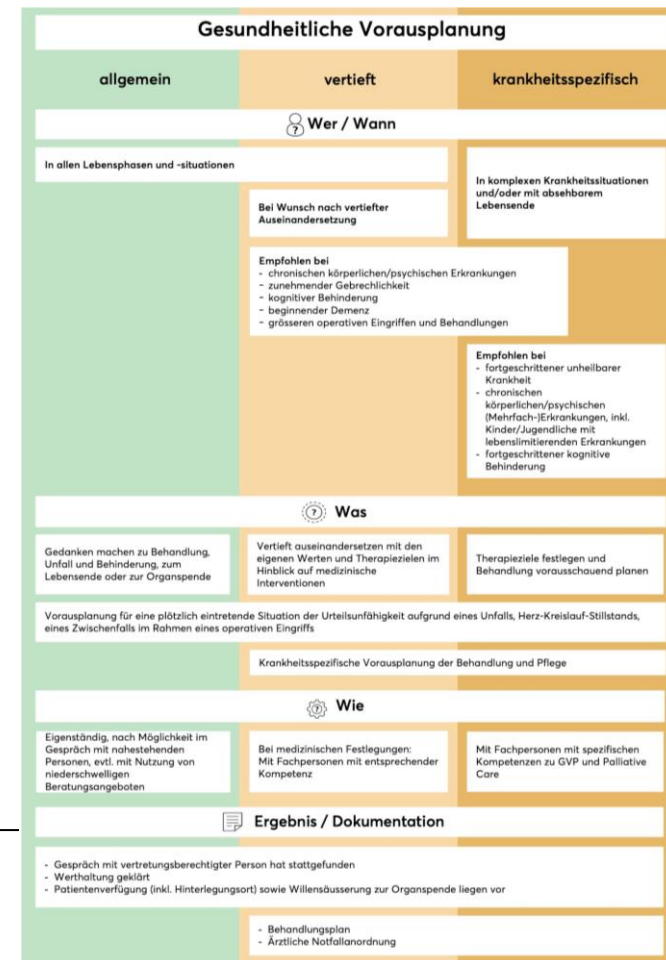 Gesundheitliche Vorausplanung
allgemein
vertieft
krankheitsspezifisch
Wer / Wann
In allen Lebensphasen und -situationen
In komplexen Krankheitssituationen
und/oder mit absehbarem
Lebensende
Bei Wunsch nach vertiefter
Auseinandersetzung
Empfohlen bei
- chronischen körperlichen/psychischen Erkrankungen
- zunehmender Gebrechlichkeit
- kognitiver Behinderung
- beginnender Demenz
- grösseren operativen Eingriffen und Behandlungen
Empfohlen bei
- fortgeschrittener unheilbarer
Krankheit
- chronischen
körperlichen/psychischen
(Mehrfach-)Erkrankungen, inkl.
Kinder/Jugendliche mit
lebenslimitierenden Erkrankungen
- fortgeschrittener kognitive
Behinderung
Was
Gedanken machen zu Behandlung,
Unfall und Behinderung, zum
Lebensende oder zur Organspende
Vertieft auseinandersetzen mit den
eigenen Werten und Therapiezielen im
Hinblick auf medizinische
Interventionen
Therapieziele festlegen und
Behandlung vorausschauend planen
Vorausplanung für eine plötzlich eintretende Situation der Urteilsunfähigkeit aufgrund eines Unfalls, Herz-Kreislauf-Stillstands,
eines Zwischenfalls im Rahmen eines operativen Eingriffs
Krankheitsspezifische Vorausplanung der Behandlung und Pflege
Wie
Eigenständig, nach Möglichkeit im
Gespräch mit nahestehenden
Personen, evtl. mit Nutzung von
niederschwelligen
Beratungsangeboten
Bei medizinischen Festlegungen:
Mit Fachpersonen mit entsprechender
Kompetenz
Mit Fachpersonen mit spezifischen
Kompetenzen zu GVP und Palliative
Care
Ergebnis / Dokumentation
- Gespräch mit vertretungsberechtigter Person hat stattgefunden
- Werthaltung geklärt
- Patientenverfügung (inkl. Hinterlegungsort) sowie Willensäusserung zur Organspende liegen vor
- Behandlungsplan
- Ärztliche Notfallanordnung